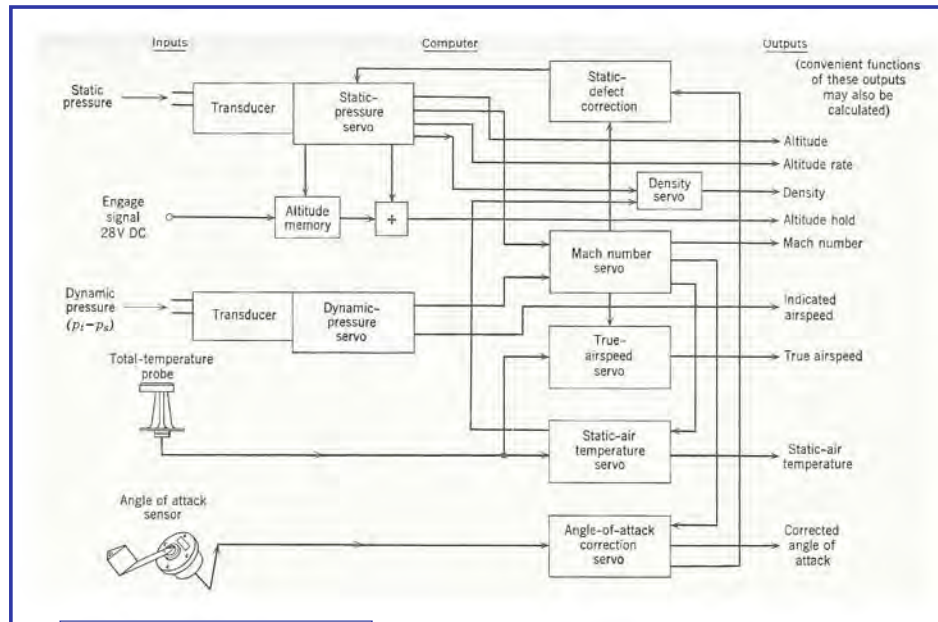 Inputs
Computer
Outputs
(convenient functions
of these outputs
may also be
calculated)
Static
pressure
Transducer
Static-
pressure
servo
Static-
defect
correction
Altitude
Altitude rate
Density
servo
Density
Engage
signal
28V DC
Altitude
memory
÷
Altitude hold
Mach number
servo
Mach number
Dynamic
pressure
(pi–ps)
Transducer
Dynamic-
pressure
servo
Indicated
airspeed
True-
airspeed
servo
True airspeed
Total-temperature
probe
Static-air
temperature
servo
Static-air
temperature
Angle of attack
sensor
Angle-of-attack
correction
servo
Corrected
angle of
attack